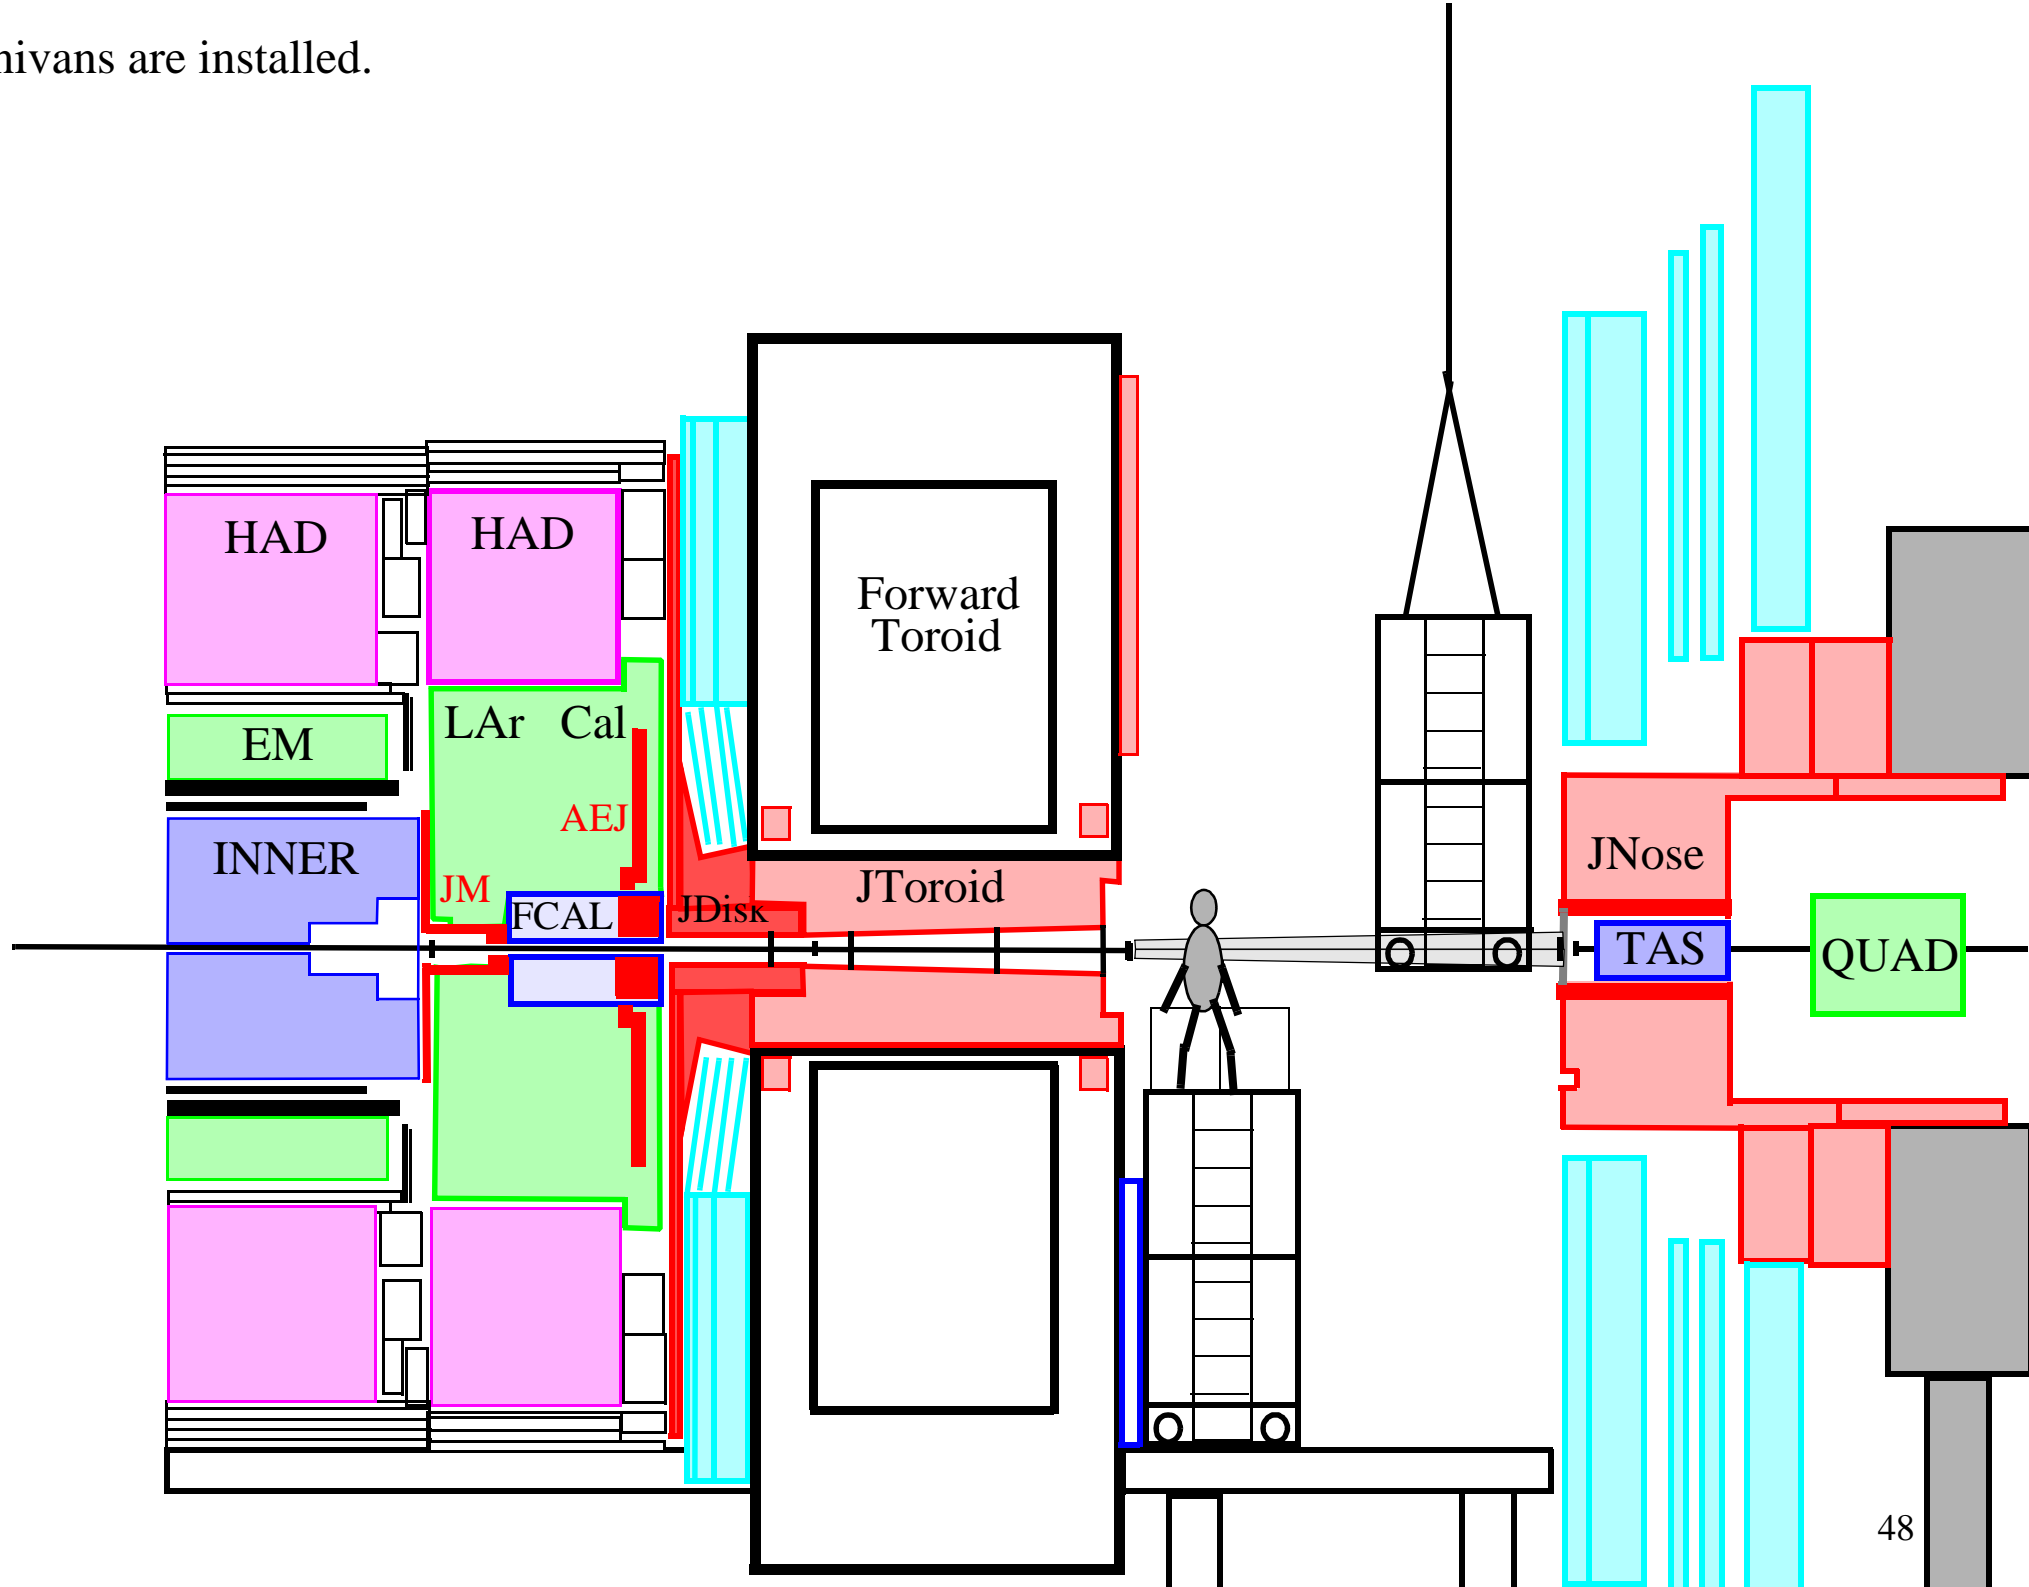 nivans are installed.
HAD
HAD
Forward
Toroid
LAr Cal
EM
AEJ
INNER
JM
FCAL
JDisk
JToroid
JNose
TAS
QUAD
48